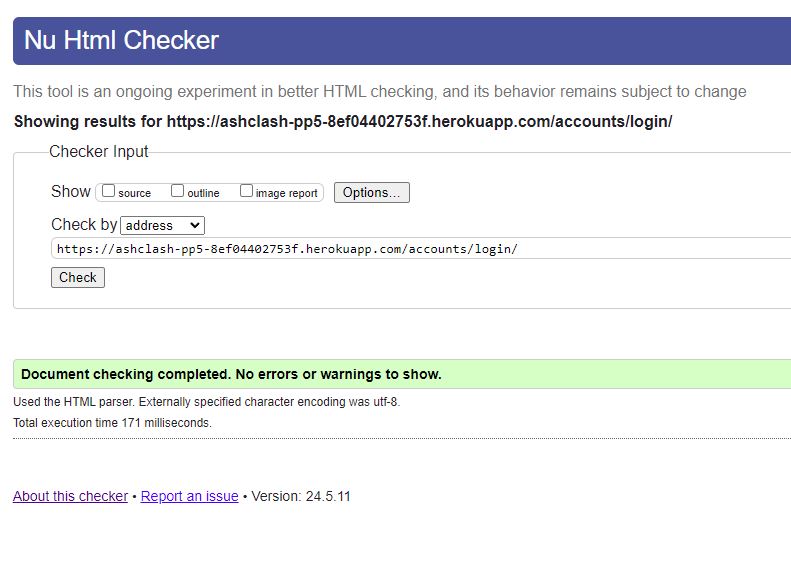 Nu Html Checker
This tool is an ongoing experiment in better HTML checking, and its behavior remains subject to change
Showing results for https://ashclash-pp5-8ef04402753f.herokuapp.com/accounts/login/
Checker Input
Show source outline image report Options...
Check by address
https://ashclash-pp5-8ef04402753f.herokuapp.com/accounts/login/
Check
Document checking completed. No errors or warnings to show.
Used the HTML parser. Externally specified character encoding was utf-8.
Total execution time 171 milliseconds.
About this checker • Report an issue • Version: 24.5.11